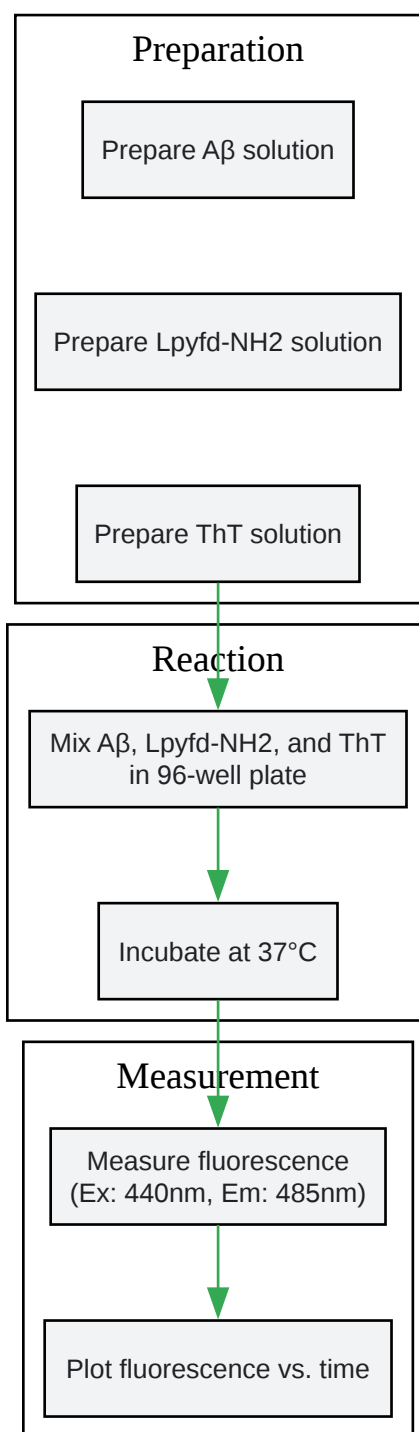 Preparation
Prepare Aβ solution
Prepare Lpyfd-NH2 solution
Prepare ThT solution
Reaction
Mix Aβ, Lpyfd-NH2, and ThT
in 96-well plate
Incubate at 37°C
Measurement
Measure fluorescence
(Ex: 440nm, Em: 485nm)
Plot fluorescence vs. time